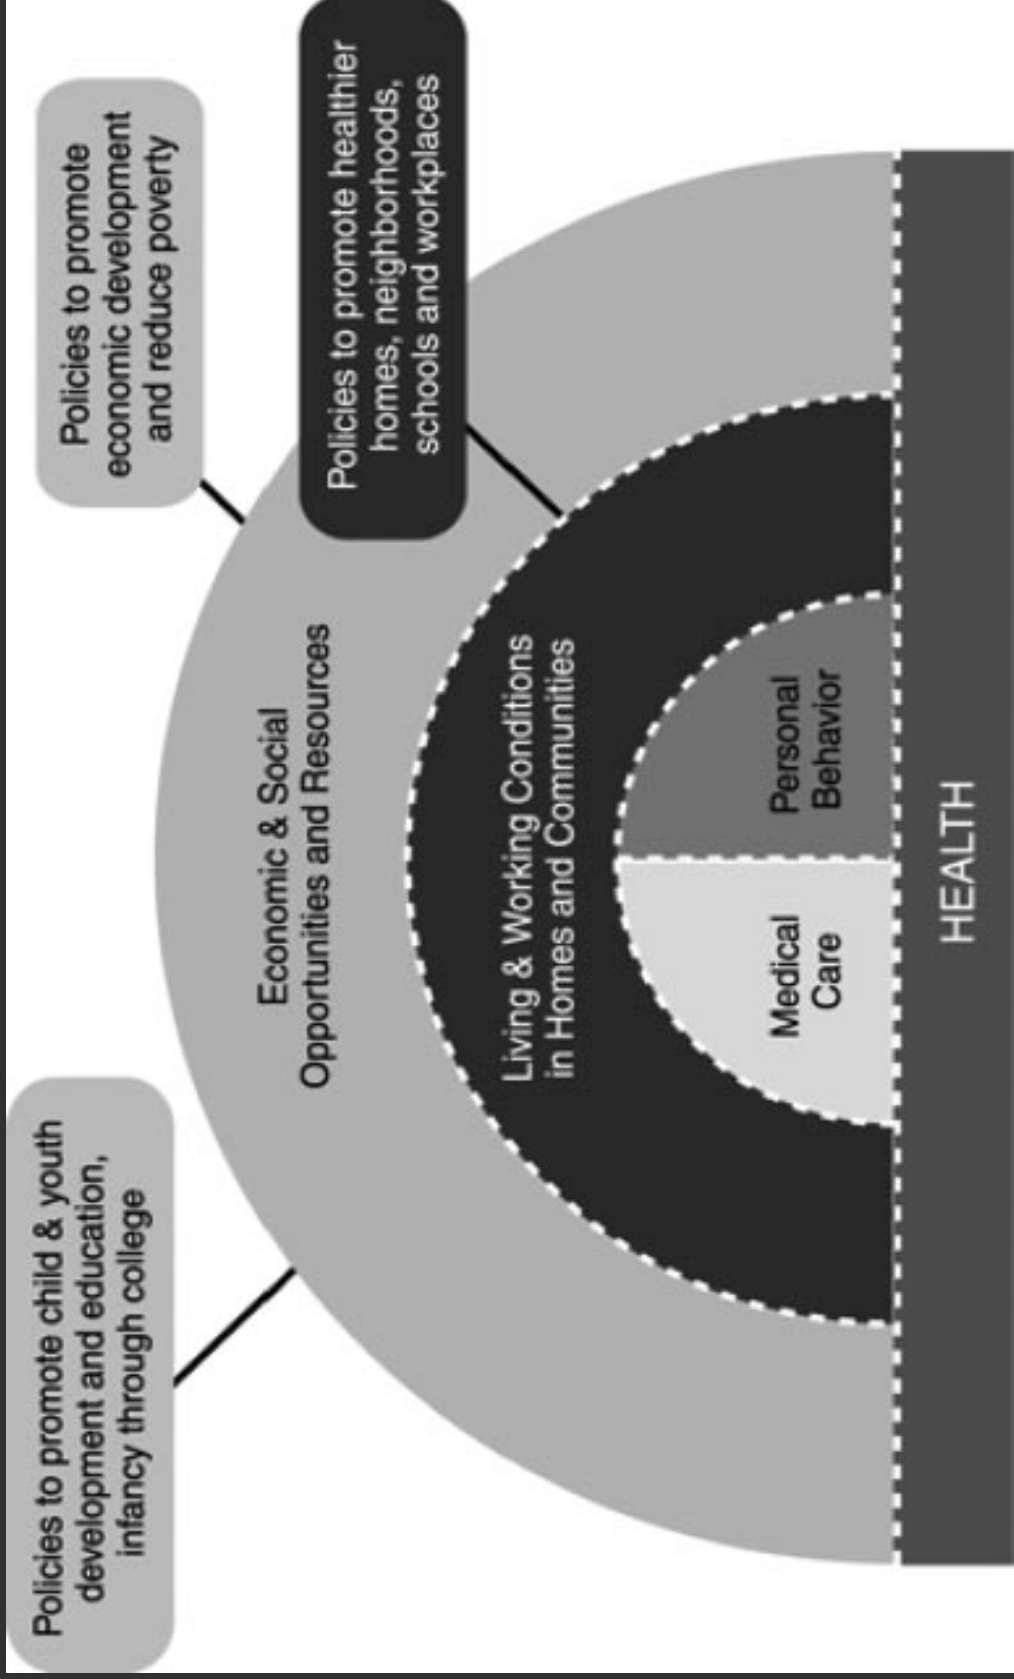 Policies to promote child & youth
development and education,
infancy through college
Policies to promote
economic development
and reduce poverty
Policies to promote healthier
homes, neighborhoods,
schools and workplaces
Economic & Social
Opportunities and Resources
Living & Working Conditions
in Homes and Communities
Medical
Care
Personal
Behavior
HEALTH